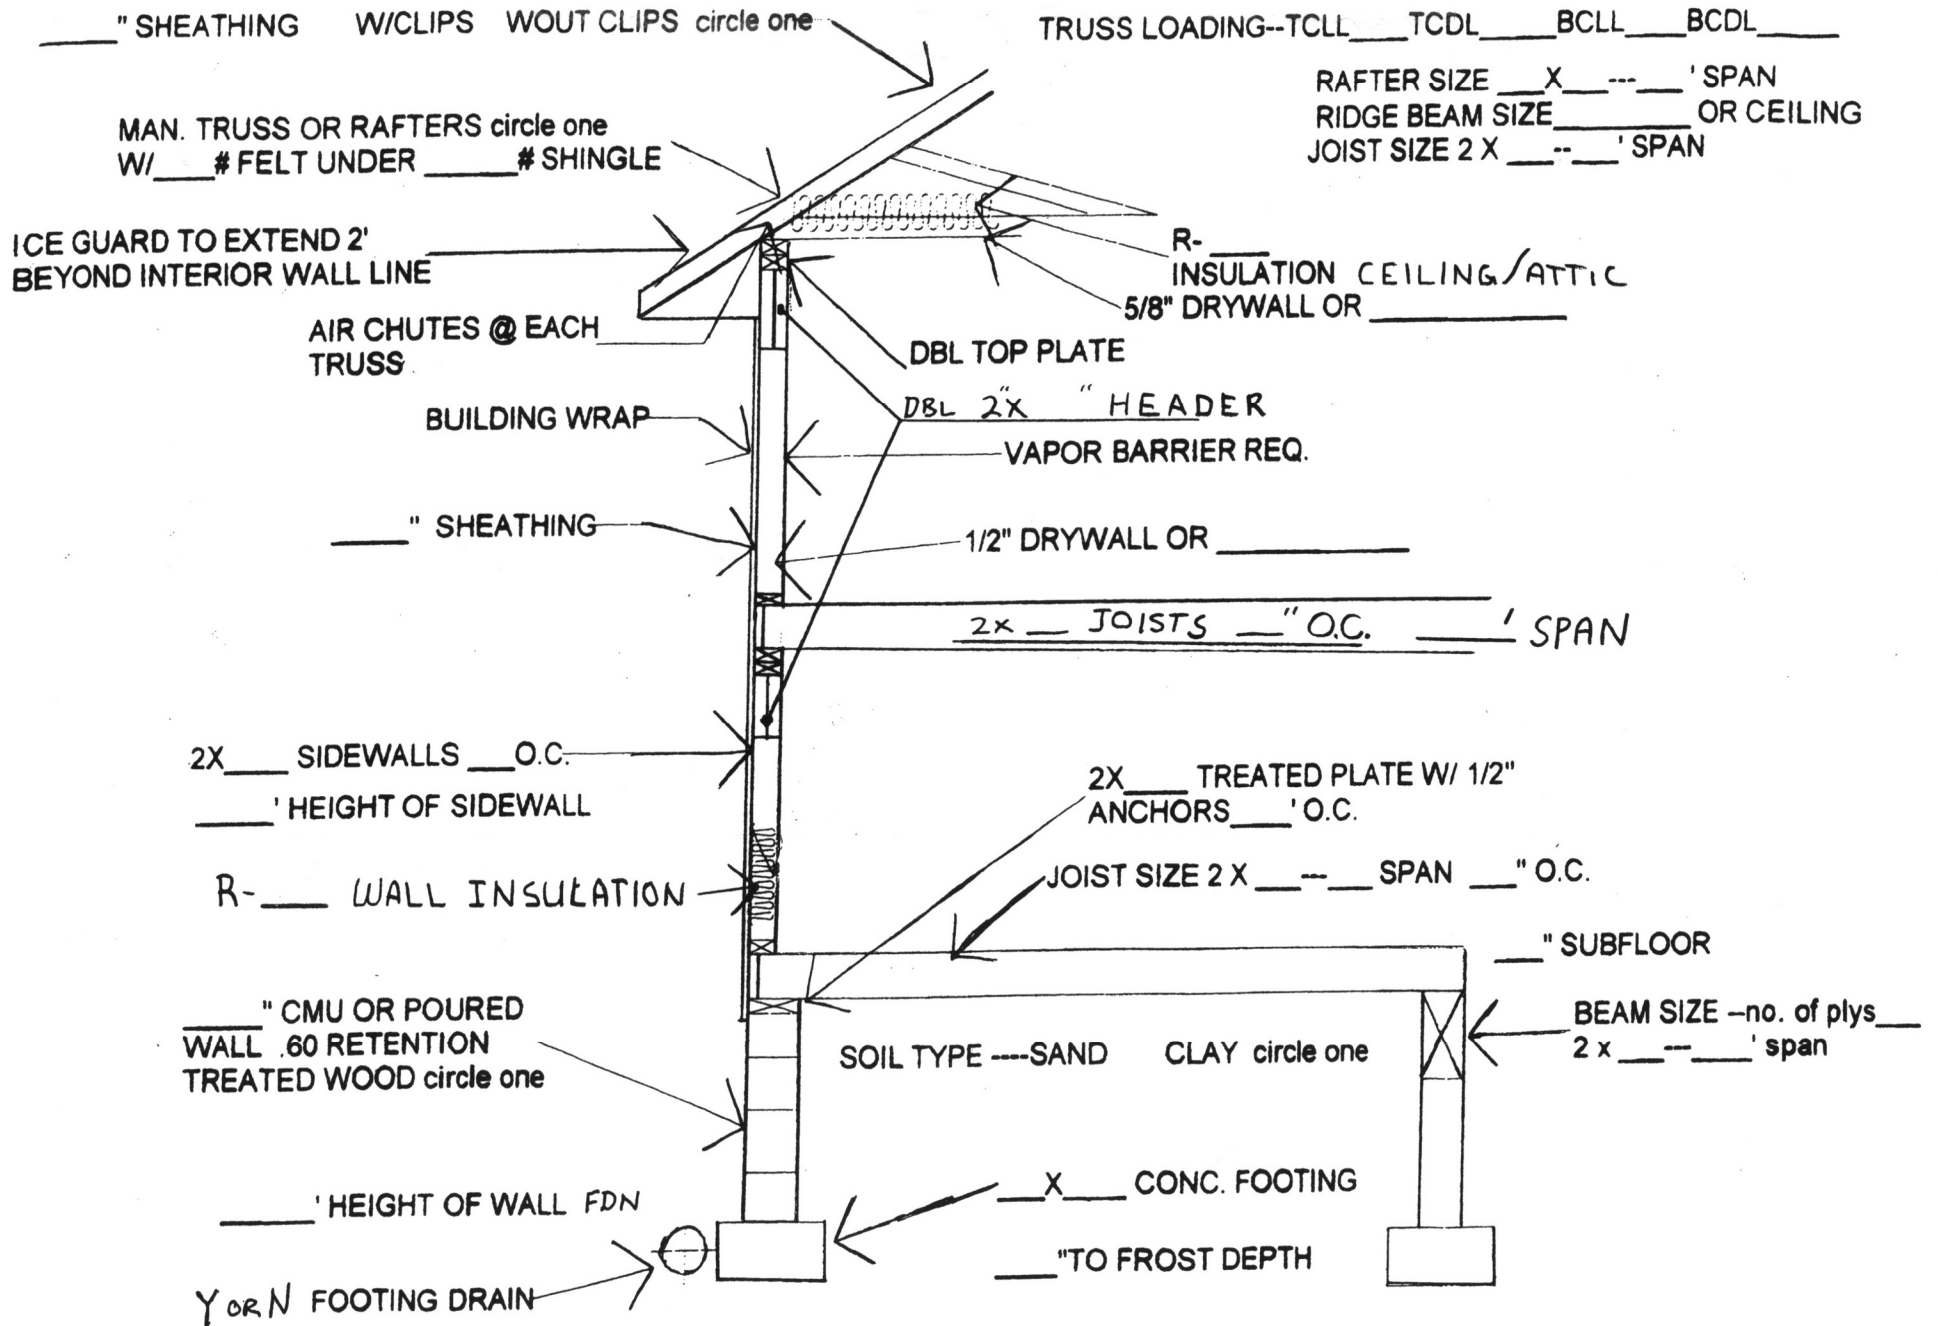 _____" SHEATHING W/CLIPS WOUT CLIPS circle one
TRUSS LOADING--TCLL____TCDL_____BCLL____BCDL_____
RAFTER SIZE ___X___---___' SPAN
RIDGE BEAM SIZE_________ OR CEILING
JOIST SIZE 2 X ___--___' SPAN
MAN. TRUSS OR RAFTERS circle one
W/____# FELT UNDER ______# SHINGLE
ICE GUARD TO EXTEND 2'
BEYOND INTERIOR WALL LINE
R-____
INSULATION CEILING/ATTIC
5/8" DRYWALL OR _____________
AIR CHUTES @ EACH
TRUSS
DBL TOP PLATE
DBL 2"X " HEADER
BUILDING WRAP
VAPOR BARRIER REQ.
_____" SHEATHING
1/2" DRYWALL OR _____________
2X ___ JOISTS ___" O.C. _____' SPAN
2X____ SIDEWALLS ___O.C.
_____' HEIGHT OF SIDEWALL
2X____ TREATED PLATE W/ 1/2"
ANCHORS____' O.C.
R-____ WALL INSULATION
JOIST SIZE 2 X ___---___ SPAN ___" O.C.
___" SUBFLOOR
_____" CMU OR POURED
WALL .60 RETENTION
TREATED WOOD circle one
SOIL TYPE ----SAND CLAY circle one
BEAM SIZE --no. of plys___
2 x ___---____' span
______' HEIGHT OF WALL FDN
___X____ CONC. FOOTING
____"TO FROST DEPTH
Y OR N FOOTING DRAIN